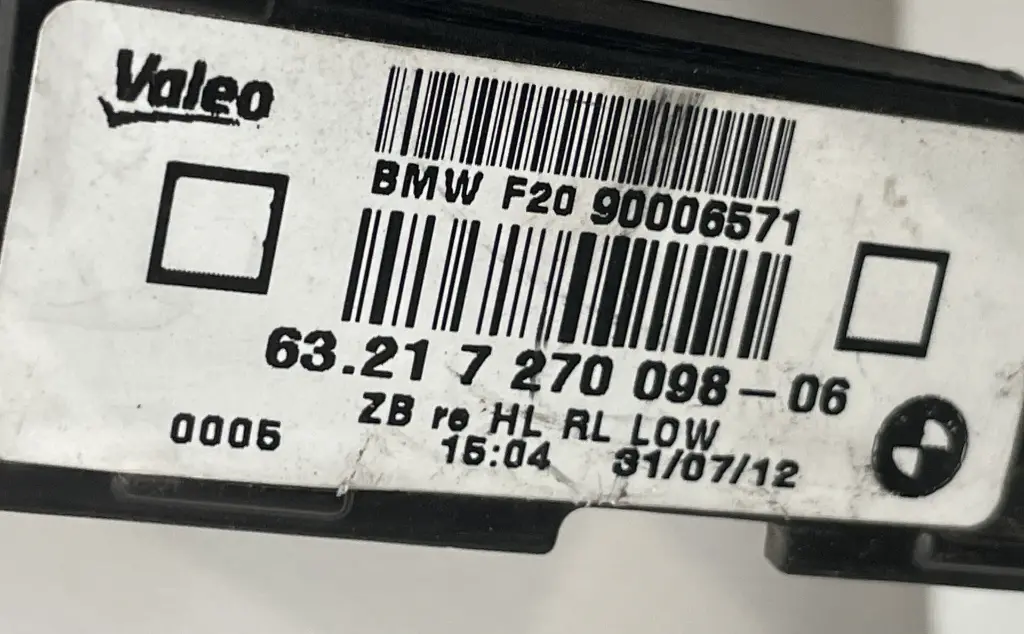 Valeo
BMW F20 90006571
63.21 7 270 098-06
ZB re HL RL LOW
0005 15:04 31/07/12